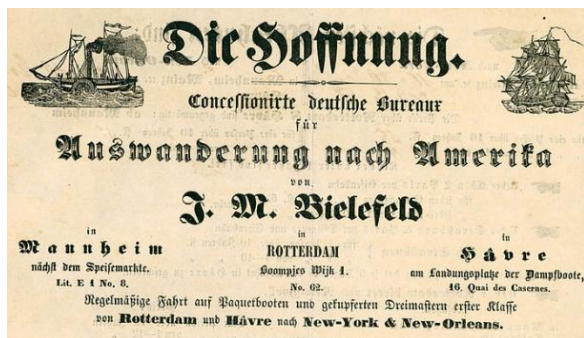 Die Hoffnung.
Concessionirte deutsche Bureaux
für
Auswanderung nach Amerika
von
J. M. Bielefeld
in
Mannheim
nächst dem Speisemarkte.
Lit. E 1 No. 8.
in
ROTTERDAM
Boompjes Wijk 1.
No. 62.
in
Hâvre
am Landungsplatze der Dampfboote,
16. Quai des Casernes.
Regelmäßige Fahrt auf Paquetbooten und gekupferten Dreimastern erster Klasse
von Rotterdam und Hâvre nach New-York & New-Orleans.